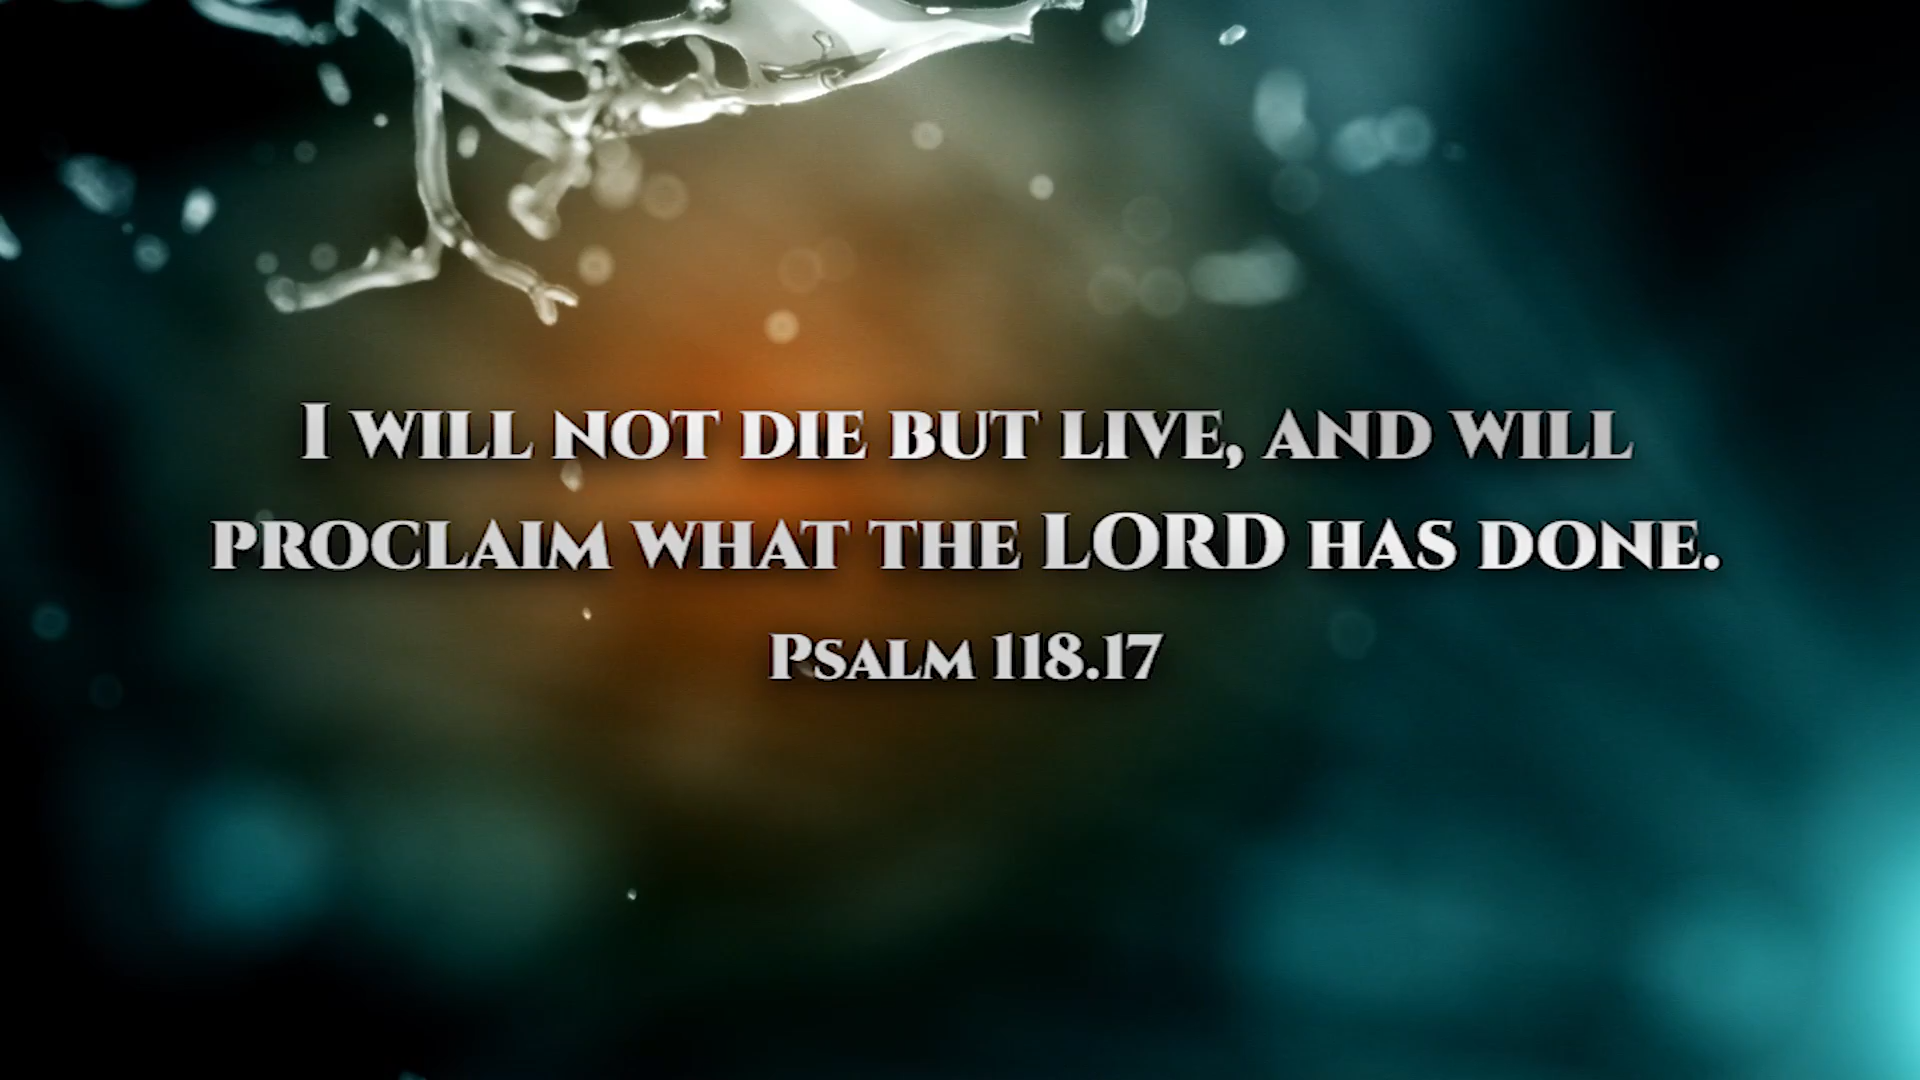 I will not die but live, and will
proclaim what the LORD has done.
Psalm 118.17